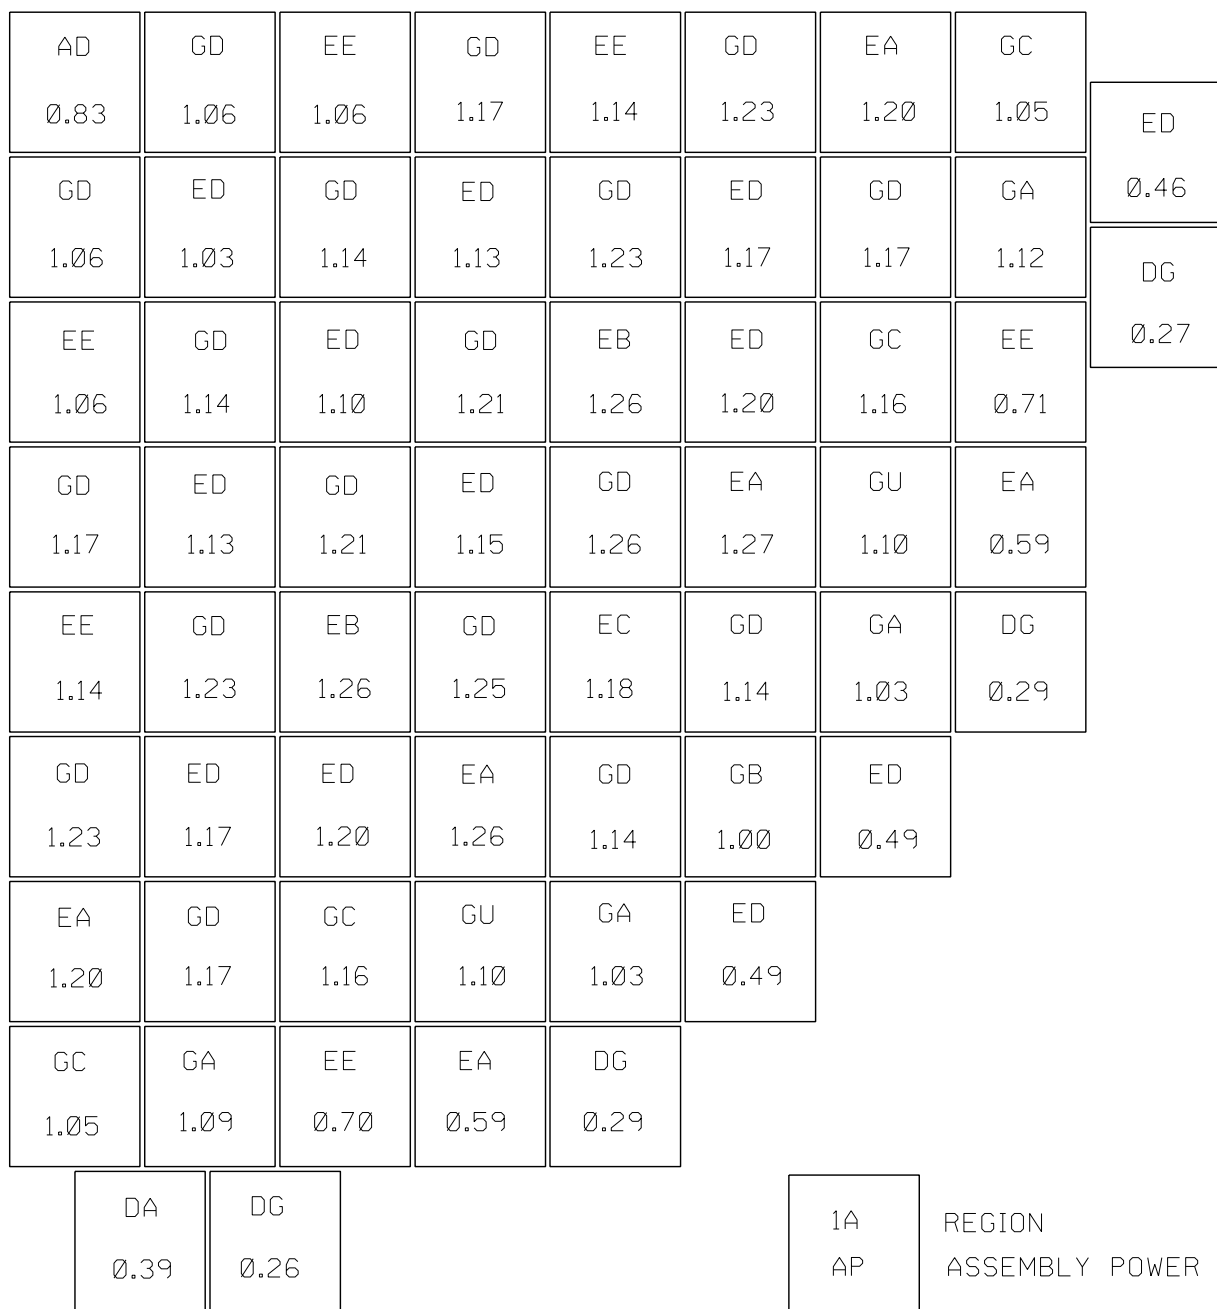 AD GD EE GD EE GD EA GC
0.83 1.06 1.06 1.17 1.14 1.23 1.20 1.05
ED
0.46
GD ED GD ED GD ED GD GA
1.06 1.03 1.14 1.13 1.23 1.17 1.17 1.12
DG
0.27
EE GD ED GD EB ED GC EE
1.06 1.14 1.10 1.21 1.26 1.20 1.16 0.71
GD ED GD ED GD EA GU EA
1.17 1.13 1.21 1.15 1.26 1.27 1.10 0.59
EE GD EB GD EC GD GA DG
1.14 1.23 1.26 1.25 1.18 1.14 1.03 0.29
GD ED ED EA GD GB ED
1.23 1.17 1.20 1.26 1.14 1.00 0.49
EA GD GC GU GA ED
1.20 1.17 1.16 1.10 1.03 0.49
GC GA EE EA DG
1.05 1.09 0.70 0.59 0.29
DA DG
0.39 0.26
1A REGION
AP ASSEMBLY POWER